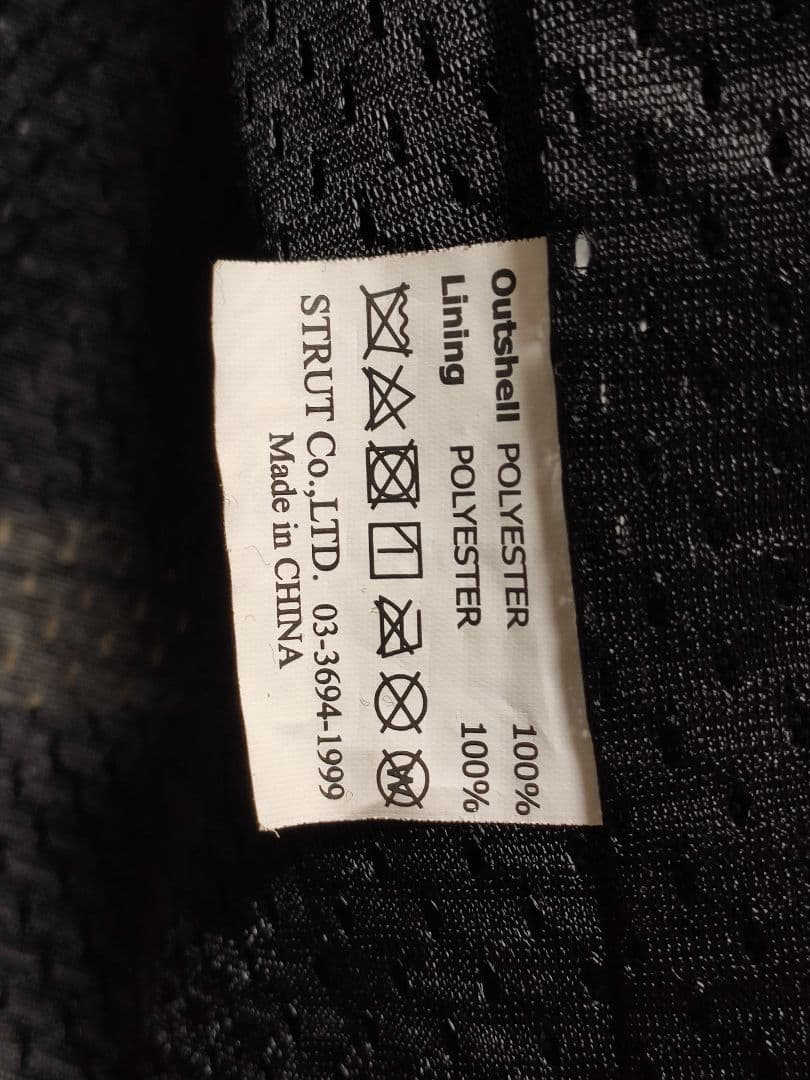 Outshell POLYESTER 100%
Lining POLYESTER 100%
W
STRUT Co.,LTD. 03-3694-1999
Made in CHINA